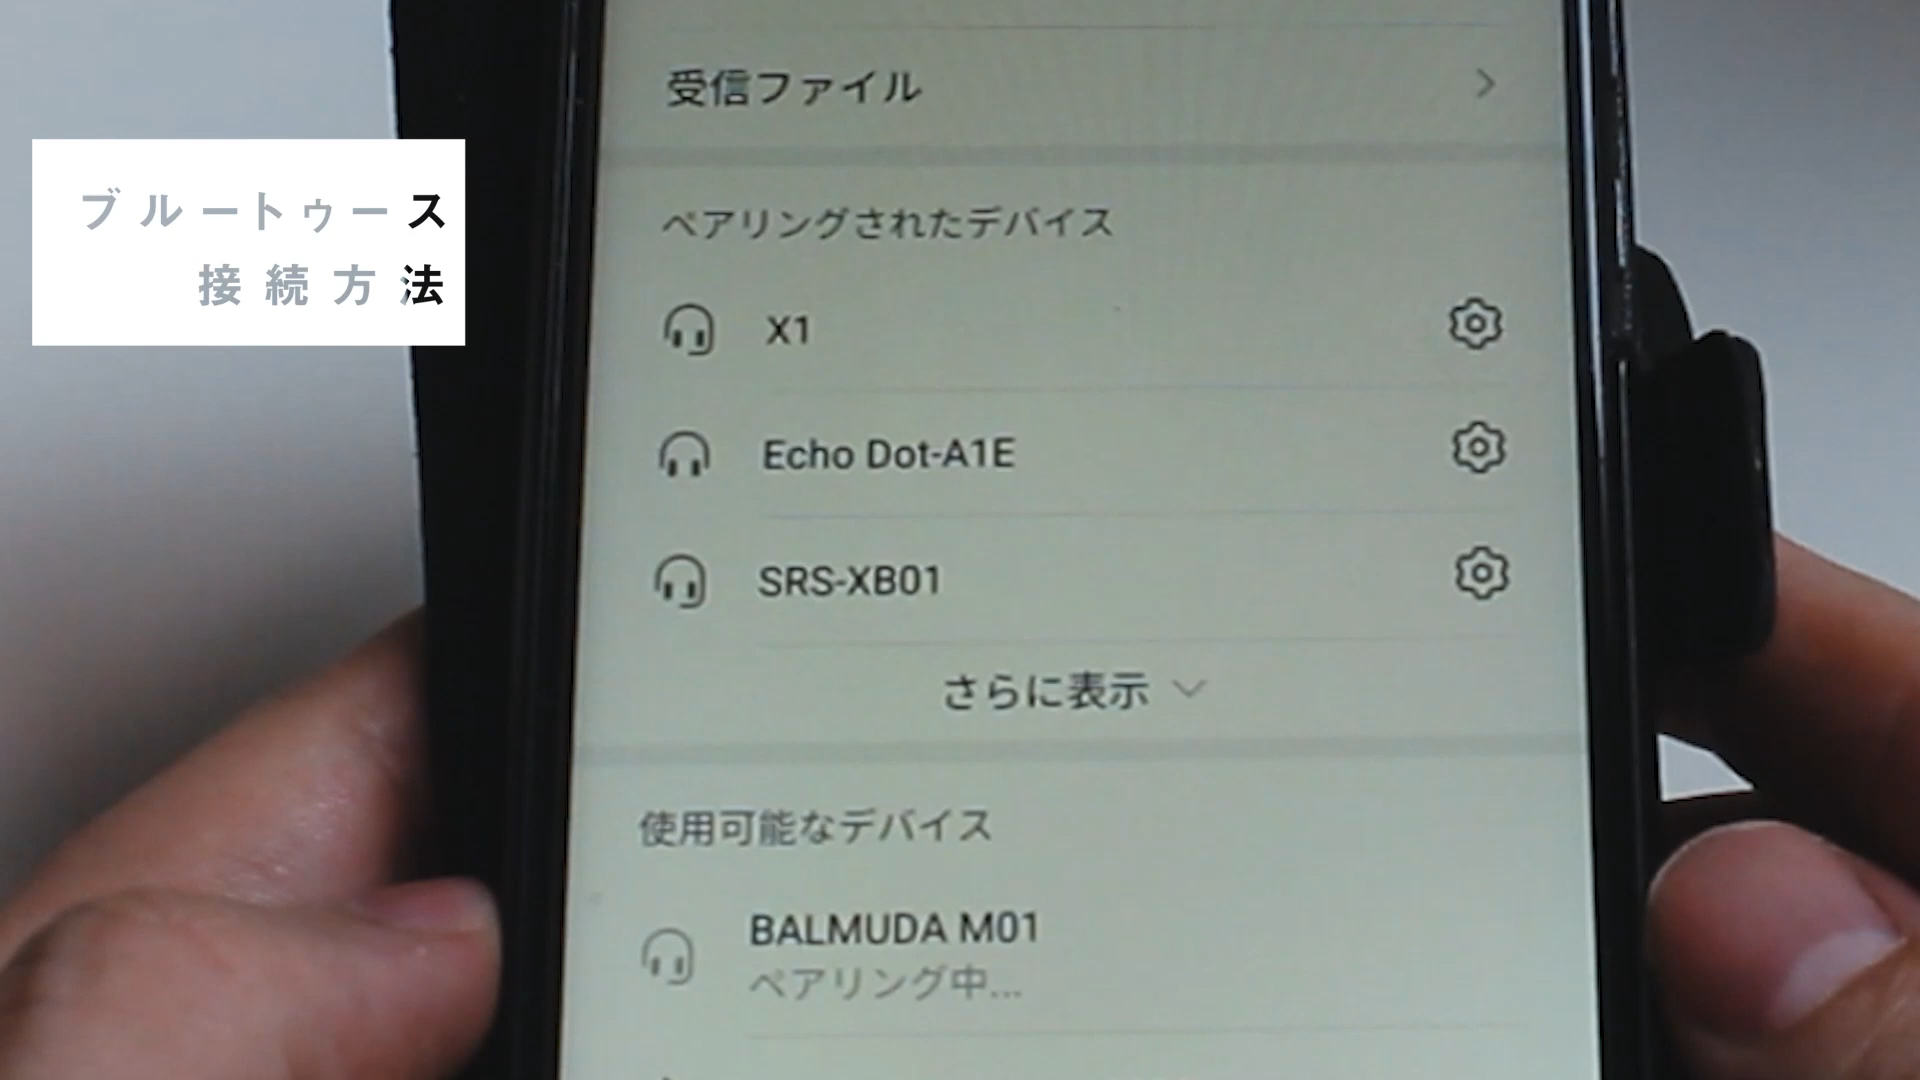 受信ファイル
ブルートゥース
接続方法
ペアリングされたデバイス
X1
Echo Dot-A1E
SRS-XB01
さらに表示
使用可能なデバイス
BALMUDA M01
ペアリング中...